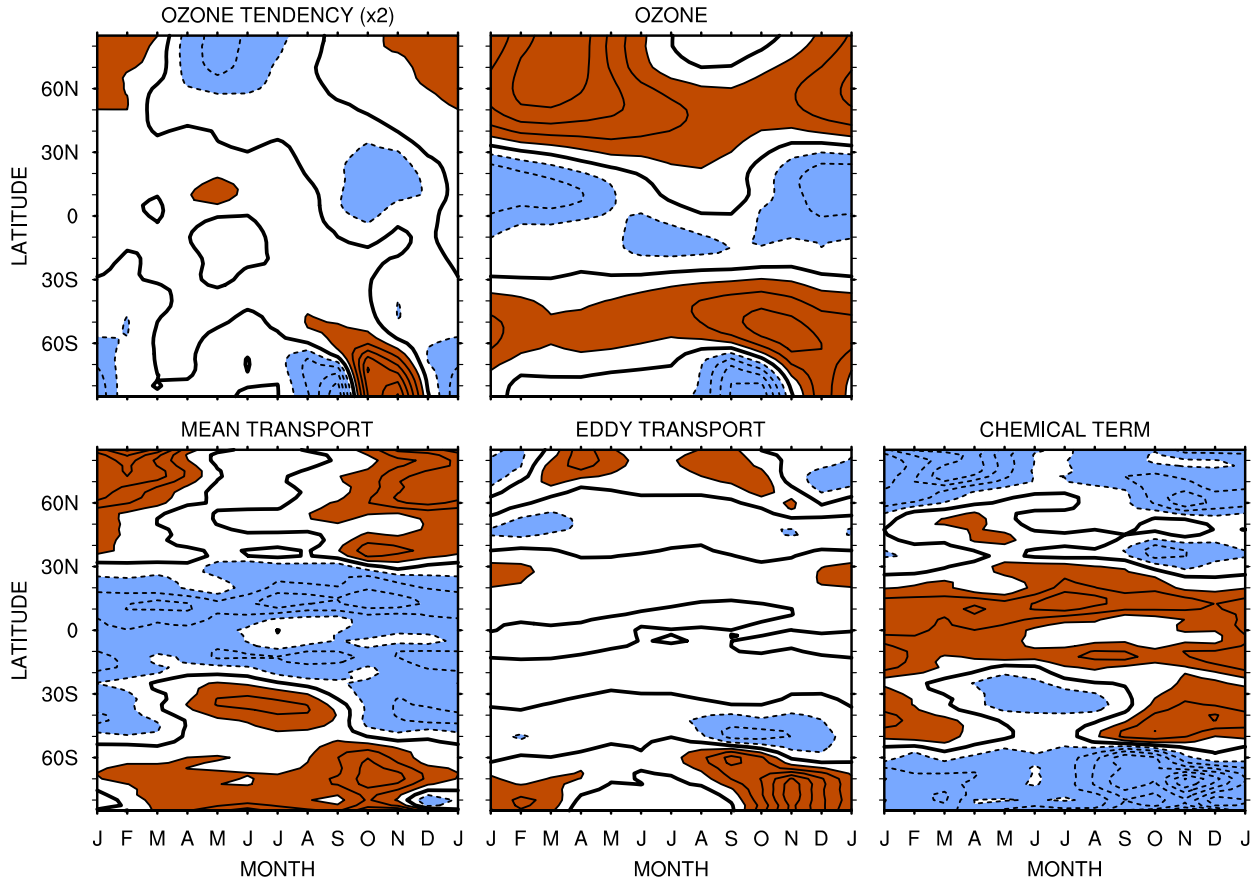 OZONE TENDENCY (x2)
OZONE
LATITUDE
60N
30N
0
30S
60S
MEAN TRANSPORT
EDDY TRANSPORT
CHEMICAL TERM
LATITUDE
60N
30N
0
30S
60S
J F M A M J J A S O N D J
J F M A M J J A S O N D J
J F M A M J J A S O N D J
MONTH
MONTH
MONTH